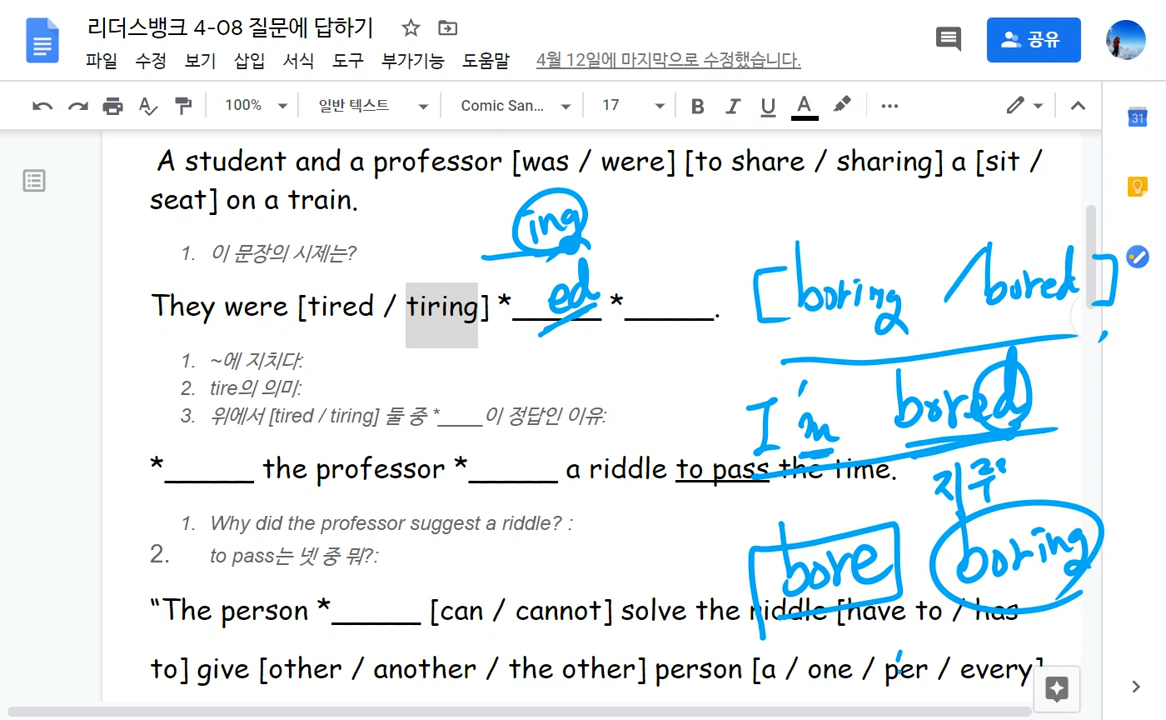 리더스뱅크 4-08 질문에 답하기
파일 수정 보기 삽입 서식 도구 부가기능 도움말 4월 12일에 마지막으로 수정했습니다.
공유
100% 일반 텍스트 Comic San... 17 B I U A
31
A student and a professor [was / were] [to share / sharing] a [sit /
seat] on a train.
ing
1. 이 문장의 시제는?
[boring / bored]
They were [tired / tiring] *_____ed *_____.
1. ~에 지치다:
2. tire의 의미:
3. 위에서 [tired / tiring] 둘 중 *_____이 정답인 이유:
I'm bored
*_____ the professor *_____ a riddle to pass the time.
지루
1. Why did the professor suggest a riddle? :
2. to pass는 넷 중 뭐?:
bore boring
“The person *_____ [can / cannot] solve the riddle [have to / has
to] give [other / another / the other] person [a / one / per / every]